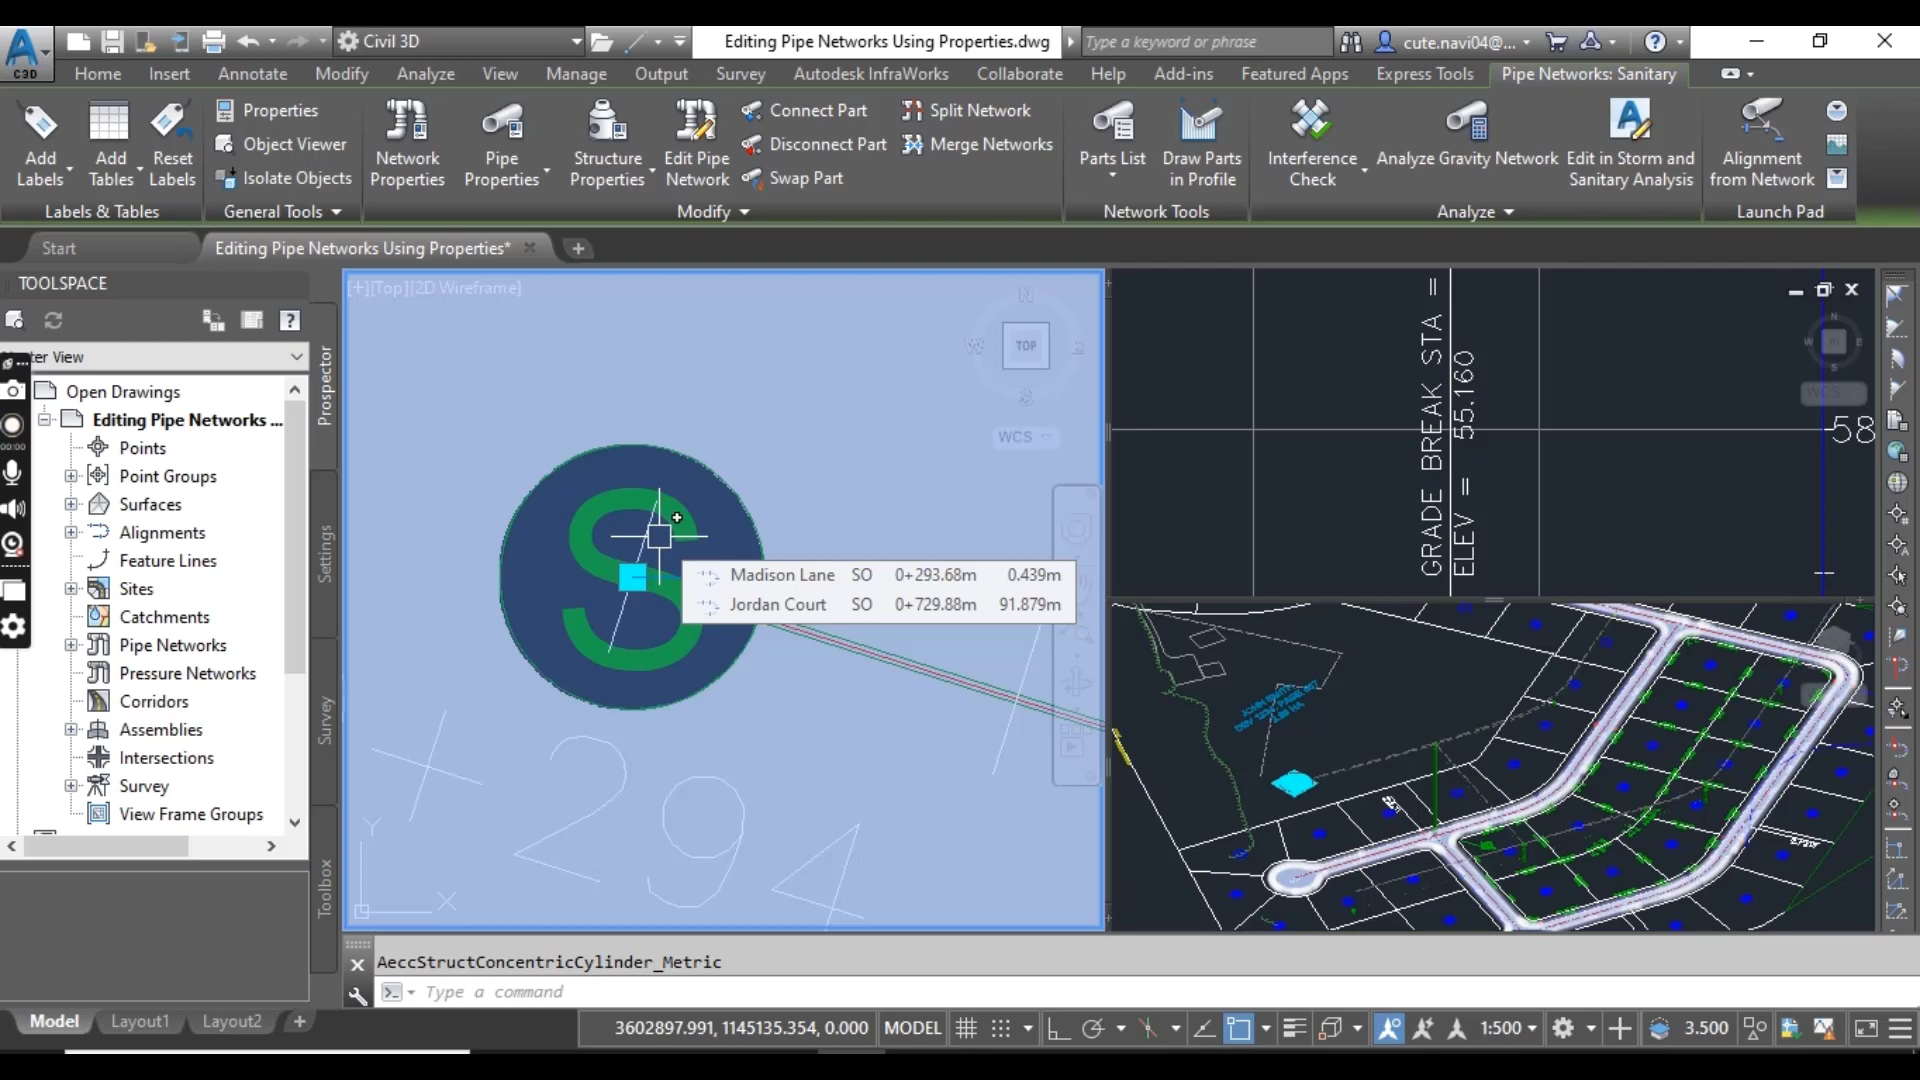 C3D
Civil 3D
Editing Pipe Networks Using Properties.dwg
Type a keyword or phrase
cute.navi04@...
Home Insert Annotate Modify Analyze View Manage Output Survey Autodesk InfraWorks Collaborate Help Add-ins Featured Apps Express Tools Pipe Networks: Sanitary
Add Labels
Add Tables
Reset Labels
Labels & Tables
Properties
Object Viewer
Isolate Objects
General Tools
Network Properties
Pipe Properties
Structure Properties
Edit Pipe Network
Connect Part
Disconnect Part
Swap Part
Split Network
Merge Networks
Modify
Parts List
Draw Parts in Profile
Network Tools
Interference Check
Analyze Gravity Network
Edit in Storm and Sanitary Analysis
Analyze
Alignment from Network
Launch Pad
Start
Editing Pipe Networks Using Properties*
TOOLSPACE
ter View
Open Drawings
Editing Pipe Networks ...
Points
Point Groups
Surfaces
Alignments
Feature Lines
Sites
Catchments
Pipe Networks
Pressure Networks
Corridors
Assemblies
Intersections
Survey
View Frame Groups
Prospector
Settings
Survey
Toolbox
00:00
[+][Top][2D Wireframe]
N
W TOP E
S
WCS
S
Madison Lane SO 0+293.68m 0.439m
Jordan Court SO 0+729.88m 91.879m
294
Y
X
GRADE BREAK STA =
ELEV = 55.160
58
N
W
E
S
WCS
AeccStructConcentricCylinder_Metric
Type a command
Model Layout1 Layout2
3602897.991, 1145135.354, 0.000 MODEL 1:500 3.500